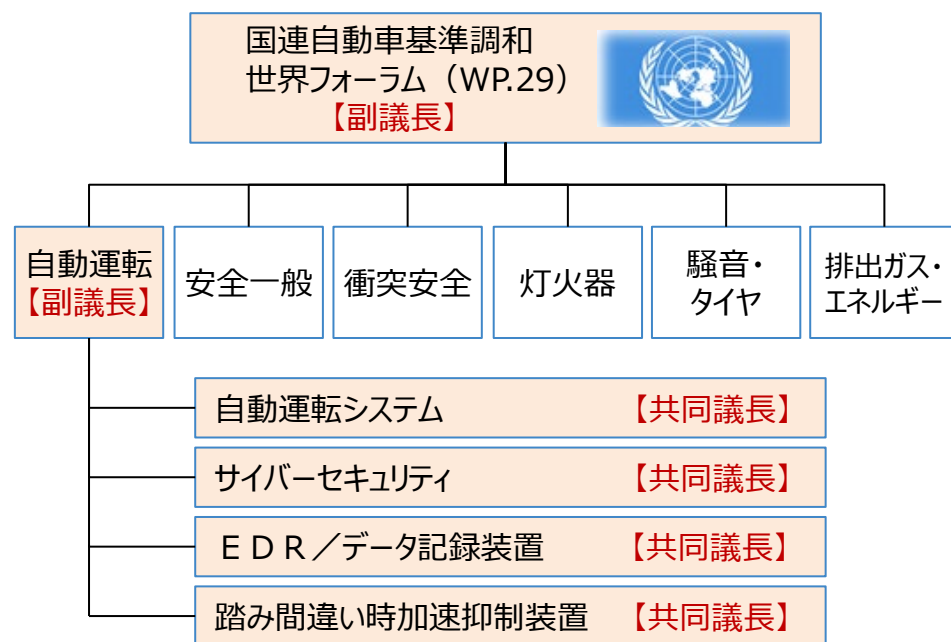 国連自動車基準調和
世界フォーラム（WP.29）
【副議長】
自動運転
【副議長】
安全一般
衝突安全
灯火器
騒音・
タイヤ
排出ガス・
エネルギー
自動運転システム 【共同議長】
サイバーセキュリティ 【共同議長】
ＥＤＲ／データ記録装置 【共同議長】
踏み間違い時加速抑制装置 【共同議長】